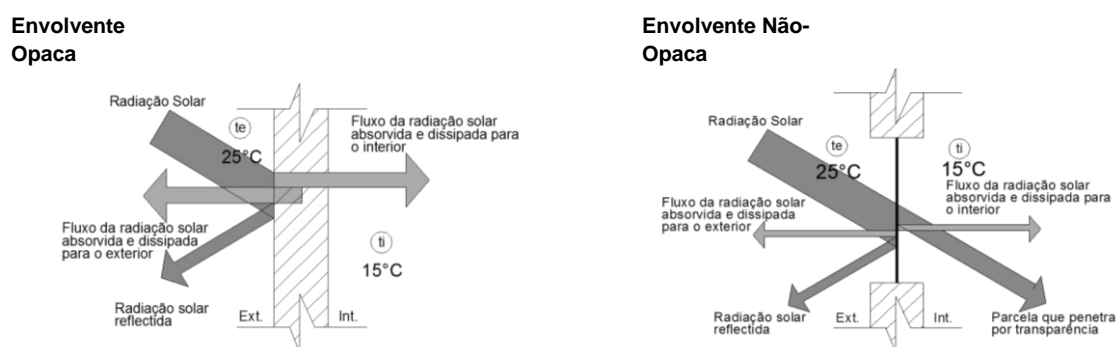 Envolvente
Opaca
Radiação Solar
te
25°C
Fluxo da radiação solar
absorvida e dissipada para
o interior
Fluxo da radiação solar
absorvida e dissipada
para o exterior
ti
15°C
Radiação solar
reflectida
Ext.
Int.
Envolvente Não-
Opaca
Radiação Solar
te
25°C
ti
15°C
Fluxo da radiação solar
absorvida e dissipada para
o interior
Fluxo da radiação solar
absorvida e dissipada
para o exterior
Radiação solar
reflectida
Ext.
Int.
Parcela que penetra
por transparência